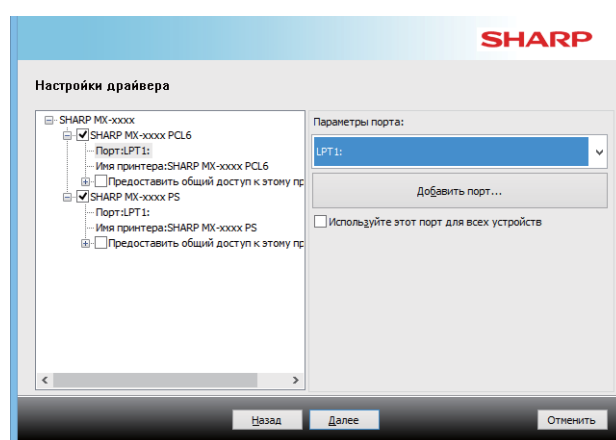 SHARP
Настройки драйвера
SHARP MX-xxxx
SHARP MX-xxxx PCL6
Порт:LPT1:
Имя принтера:SHARP MX-xxxx PCL6
Предоставить общий доступ к этому пр
SHARP MX-xxxx PS
Порт:LPT1:
Имя принтера:SHARP MX-xxxx PS
Предоставить общий доступ к этому пр
Параметры порта:
LPT1:
Добавить порт...
Используйте этот порт для всех устройств
Назад
Далее
Отменить